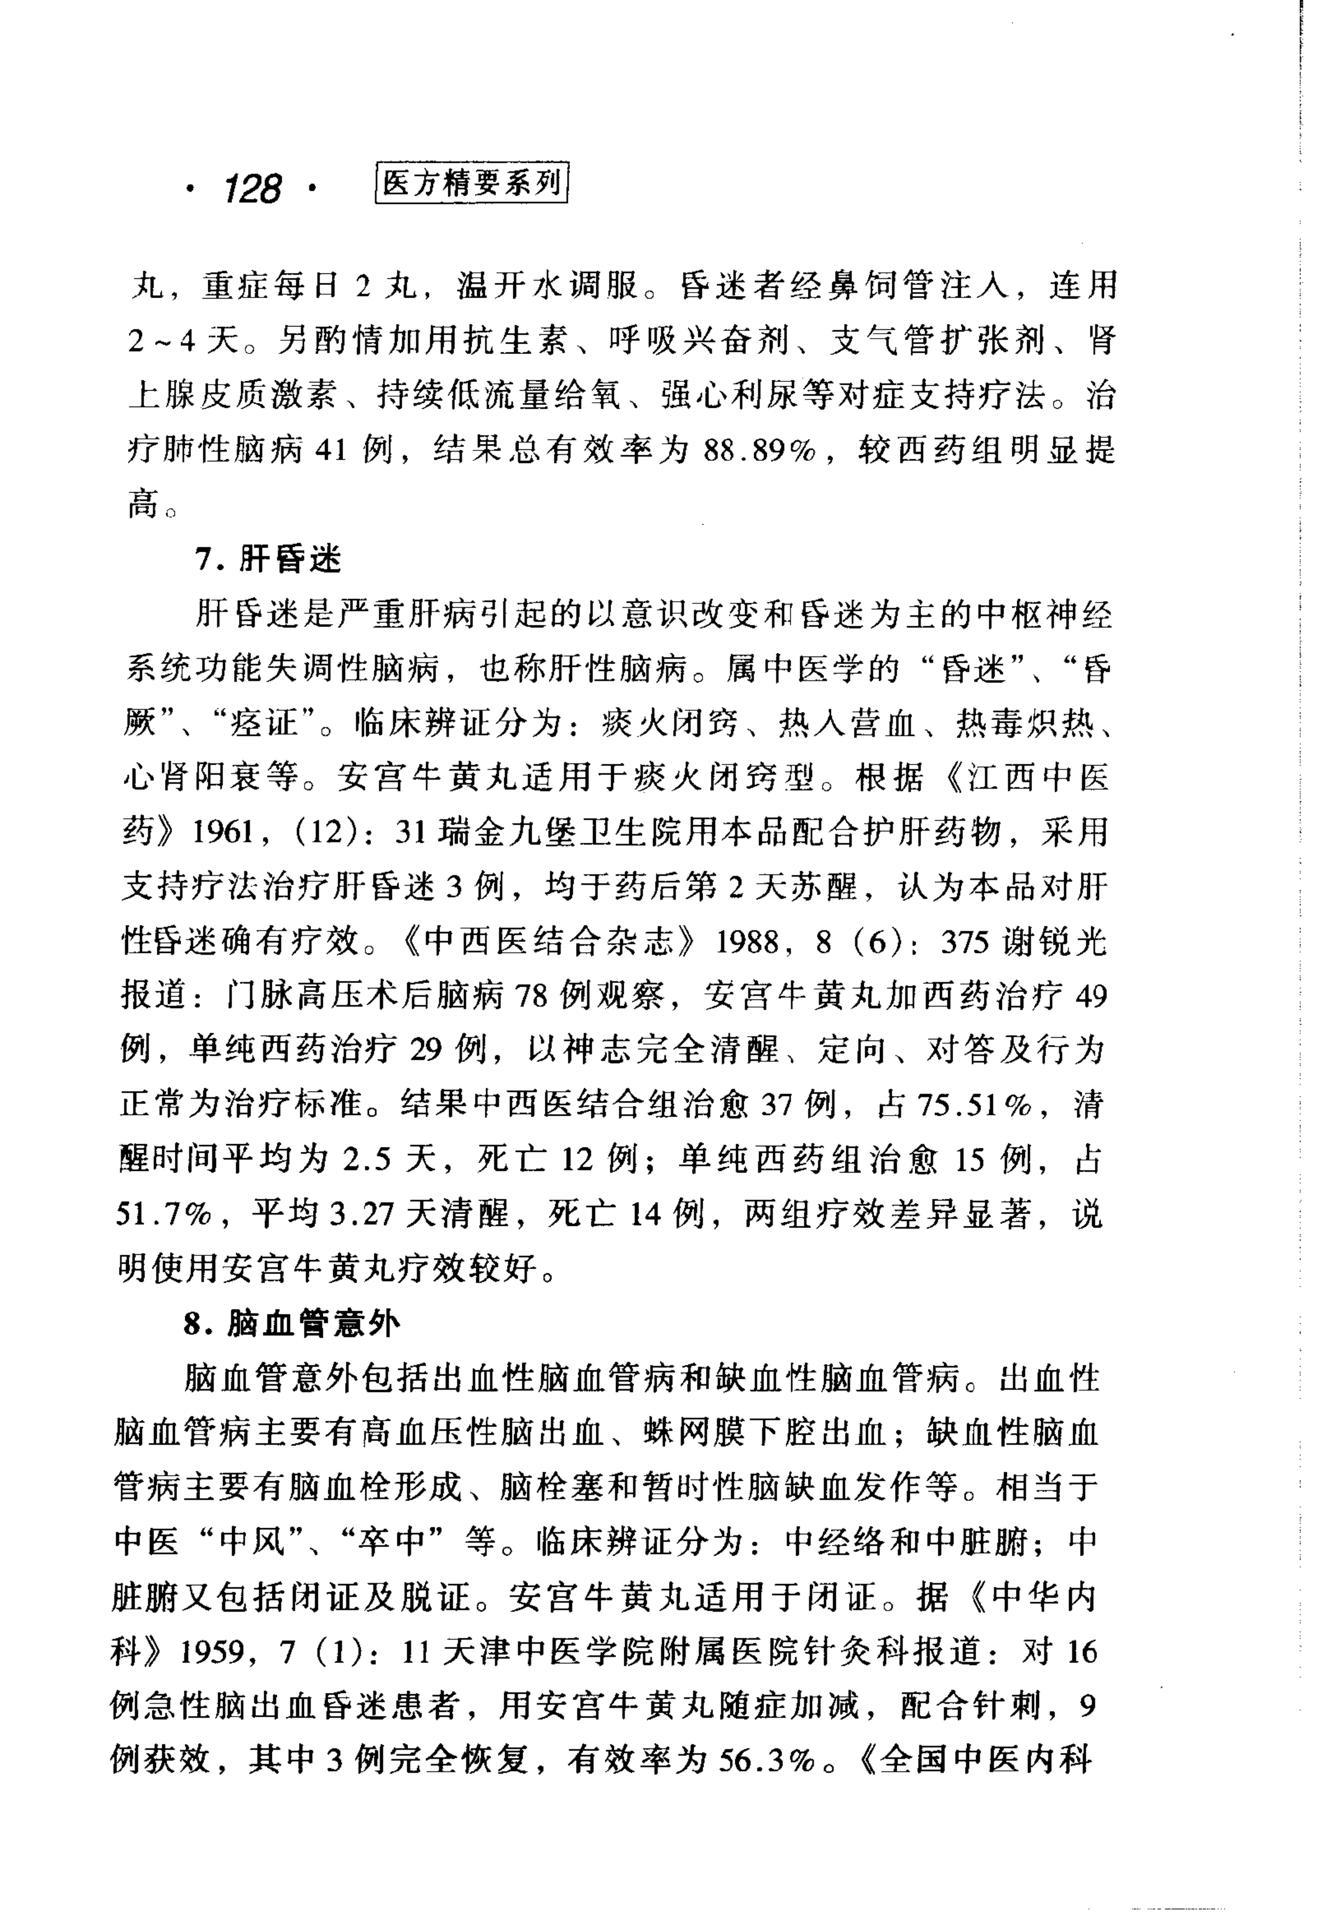 · 128 · 医方精要系列
丸，重症每日 2 丸，温开水调服。昏迷者经鼻饲管注入，连用
2～4 天。另酌情加用抗生素、呼吸兴奋剂、支气管扩张剂、肾
上腺皮质激素、持续低流量给氧、强心利尿等对症支持疗法。治
疗肺性脑病 41 例，结果总有效率为 88.89%，较西药组明显提
高。
7. 肝昏迷
肝昏迷是严重肝病引起的以意识改变和昏迷为主的中枢神经
系统功能失调性脑病，也称肝性脑病。属中医学的“昏迷”、“昏
厥”、“痉证”。临床辨证分为：痰火闭窍、热入营血、热毒炽热、
心肾阳衰等。安宫牛黄丸适用于痰火闭窍型。根据《江西中医
药》1961，(12)：31 瑞金九堡卫生院用本品配合护肝药物，采用
支持疗法治疗肝昏迷 3 例，均于药后第 2 天苏醒，认为本品对肝
性昏迷确有疗效。《中西医结合杂志》1988，8 (6)：375 谢锐光
报道：门脉高压术后脑病 78 例观察，安宫牛黄丸加西药治疗 49
例，单纯西药治疗 29 例，以神志完全清醒、定向、对答及行为
正常为治疗标准。结果中西医结合组治愈 37 例，占 75.51%，清
醒时间平均为 2.5 天，死亡 12 例；单纯西药组治愈 15 例，占
51.7%，平均 3.27 天清醒，死亡 14 例，两组疗效差异显著，说
明使用安宫牛黄丸疗效较好。
8. 脑血管意外
脑血管意外包括出血性脑血管病和缺血性脑血管病。出血性
脑血管病主要有高血压性脑出血、蛛网膜下腔出血；缺血性脑血
管病主要有脑血栓形成、脑栓塞和暂时性脑缺血发作等。相当于
中医“中风”、“卒中”等。临床辨证分为：中经络和中脏腑；中
脏腑又包括闭证及脱证。安宫牛黄丸适用于闭证。据《中华内
科》1959，7 (1)：11 天津中医学院附属医院针灸科报道：对 16
例急性脑出血昏迷患者，用安宫牛黄丸随症加减，配合针刺，9
例获效，其中 3 例完全恢复，有效率为 56.3%。《全国中医内科